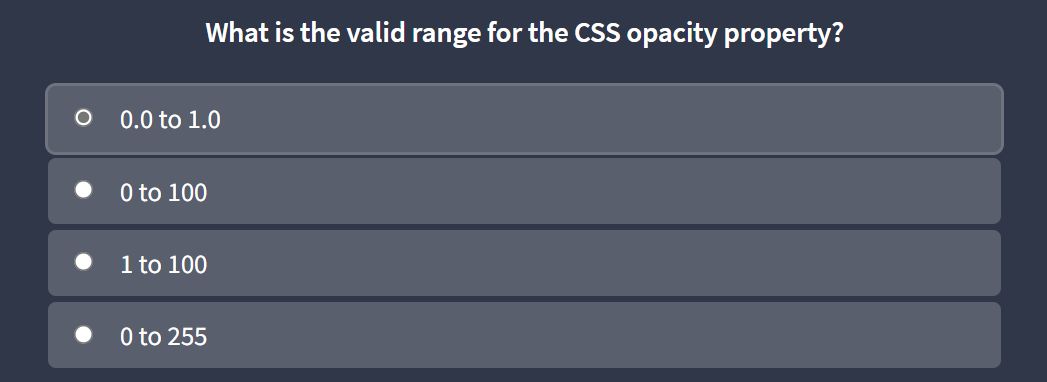 What is the valid range for the CSS opacity property?
0.0 to 1.0
0 to 100
1 to 100
0 to 255